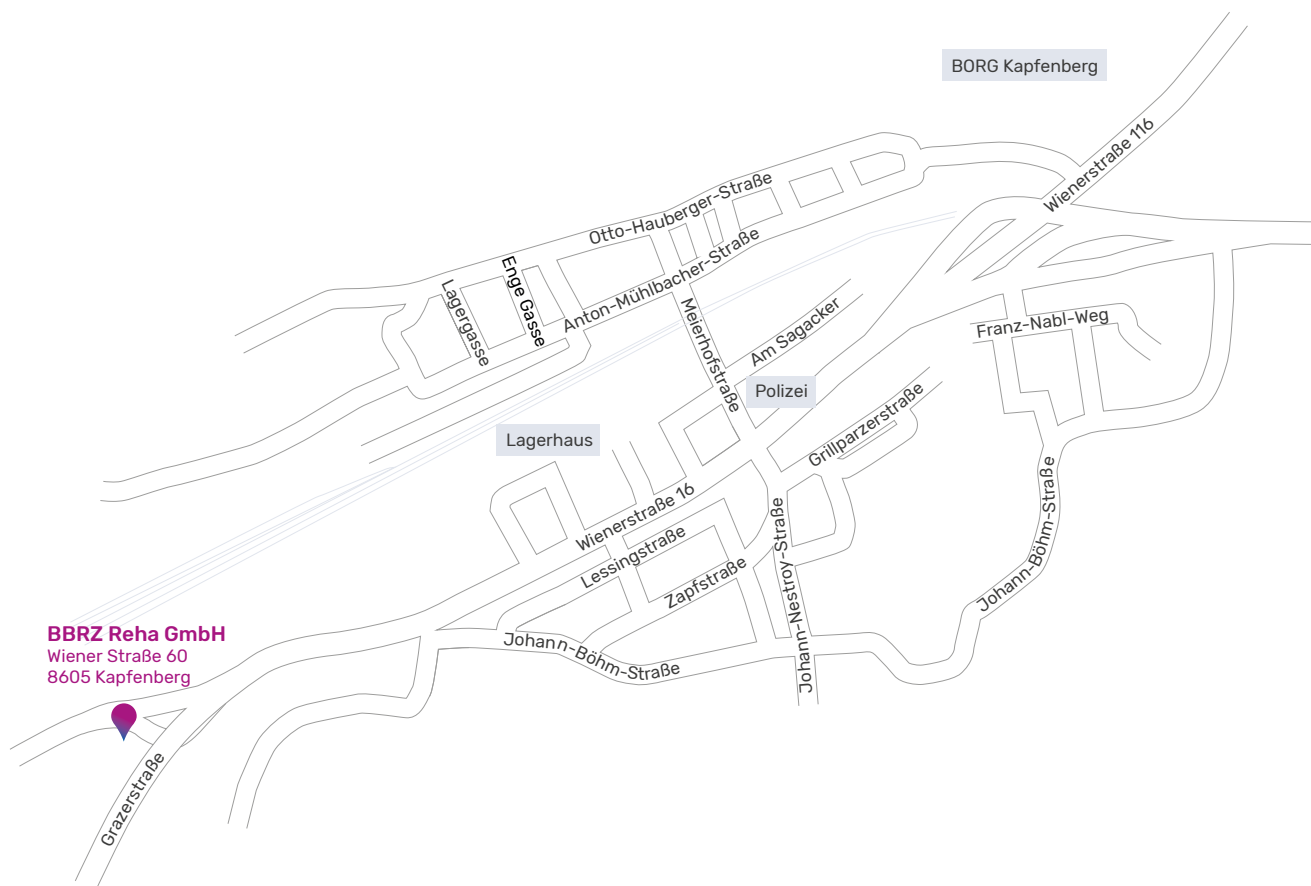 BORG Kapfenberg
Wienerstraße 116
Otto-Hauberger-Straße
Anton-Mühlbacher-Straße
Enge Gasse
Lagergasse
Meierhofstraße
Am Sagacker
Franz-Nabl-Weg
Polizei
Grillparzerstraße
Lagerhaus
Wienerstraße 16
Lessingstraße
Zapfstraße
Johann-Nestroy-Straße
Johann-Böhm-Straße
Johann-Böhm-Straße
BBRZ Reha GmbH
Wiener Straße 60
8605 Kapfenberg
Grazerstraße